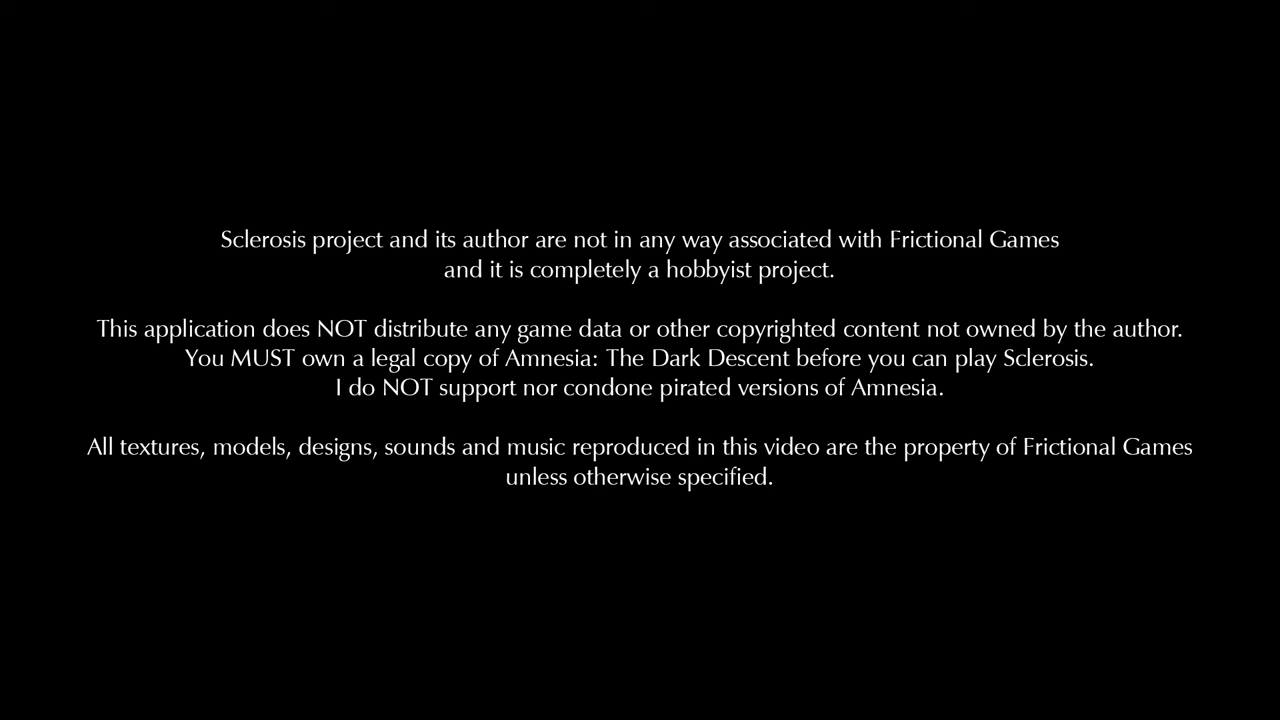 Sclerosis project and its author are not in any way associated with Frictional Games
and it is completely a hobbyist project.
This application does NOT distribute any game data or other copyrighted content not owned by the author.
You MUST own a legal copy of Amnesia: The Dark Descent before you can play Sclerosis.
I do NOT support nor condone pirated versions of Amnesia.
All textures, models, designs, sounds and music reproduced in this video are the property of Frictional Games
unless otherwise specified.